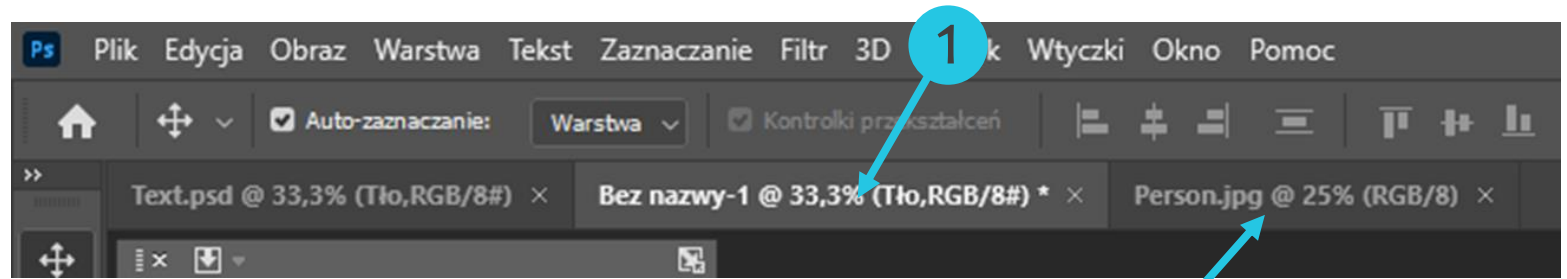 Ps Plik Edycja Obraz Warstwa Tekst Zaznaczanie Filtr 3D 1 k Wtyczki Okno Pomoc
Auto-zaznaczanie: Warstwa Kontrolki przekształceń
Text.psd @ 33,3% (Tło,RGB/8#) × Bez nazwy-1 @ 33,3% (Tło,RGB/8#) * × Person.jpg @ 25% (RGB/8) ×